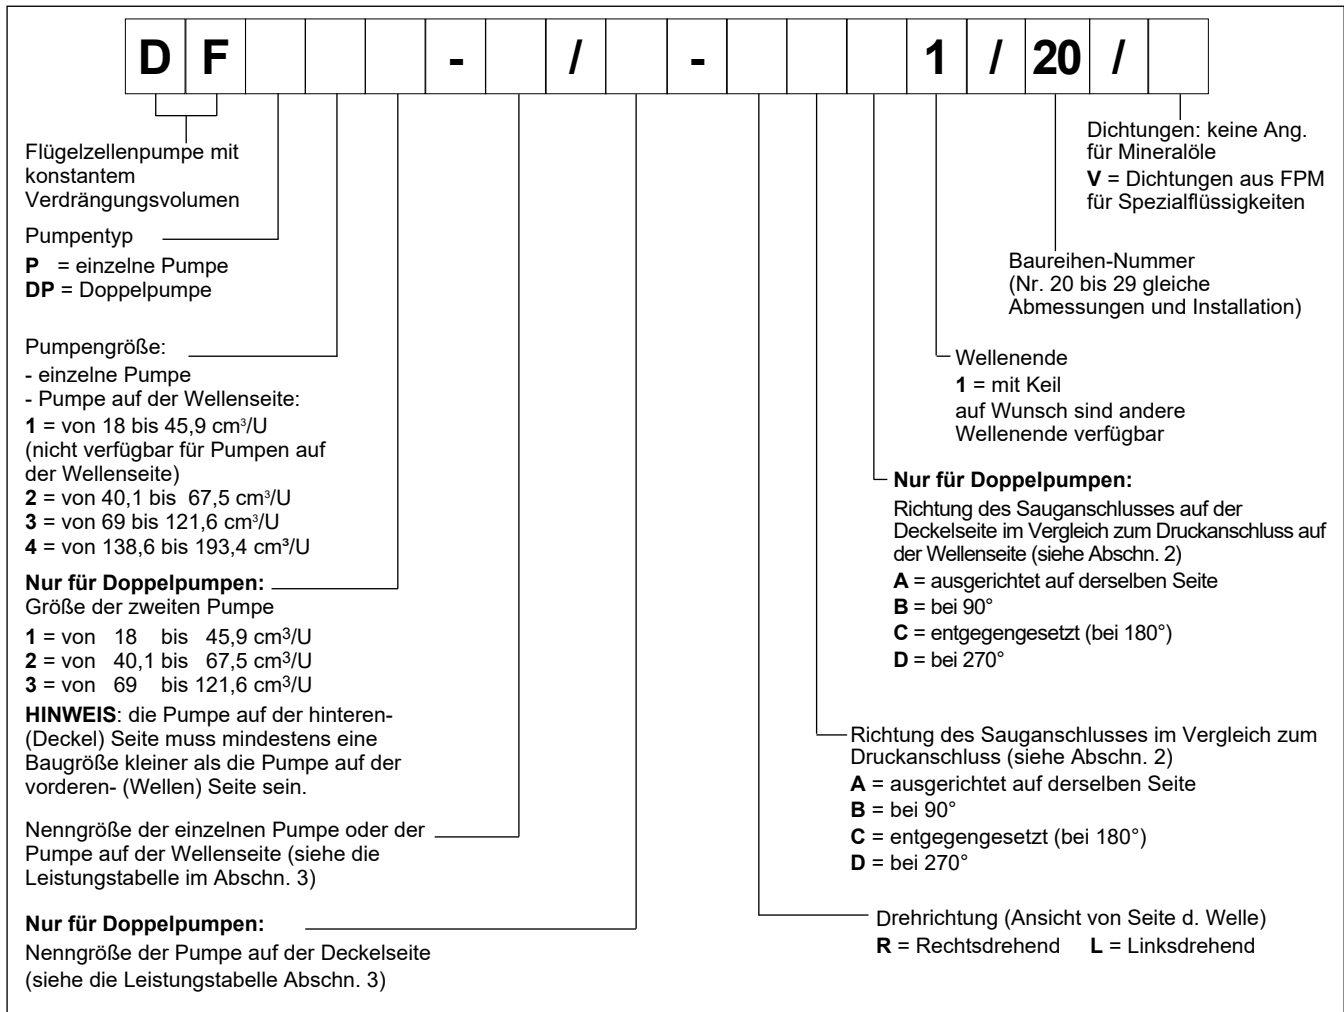 D F - / - 1 / 20 /
Flügelzellenpumpe mit
konstantem
Verdrängungsvolumen
Pumpentyp
P = einzelne Pumpe
DP = Doppelpumpe
Pumpengröße:
- einzelne Pumpe
- Pumpe auf der Wellenseite:
1 = von 18 bis 45,9 cm³/U
(nicht verfügbar für Pumpen auf
der Wellenseite)
2 = von 40,1 bis 67,5 cm³/U
3 = von 69 bis 121,6 cm³/U
4 = von 138,6 bis 193,4 cm³/U
Nur für Doppelpumpen:
Größe der zweiten Pumpe
1 = von 18 bis 45,9 cm³/U
2 = von 40,1 bis 67,5 cm³/U
3 = von 69 bis 121,6 cm³/U
HINWEIS: die Pumpe auf der hinteren-
(Deckel) Seite muss mindestens eine
Baugröße kleiner als die Pumpe auf der
vorderen- (Wellen) Seite sein.
Nenngröße der einzelnen Pumpe oder der
Pumpe auf der Wellenseite (siehe die
Leistungstabelle im Abschn. 3)
Nur für Doppelpumpen:
Nenngröße der Pumpe auf der Deckelseite
(siehe die Leistungstabelle Abschn. 3)
Dichtungen: keine Ang.
für Mineralöle
V = Dichtungen aus FPM
für Spezialflüssigkeiten
Baureihen-Nummer
(Nr. 20 bis 29 gleiche
Abmessungen und Installation)
Wellenende
1 = mit Keil
auf Wunsch sind andere
Wellenende verfügbar
Nur für Doppelpumpen:
Richtung des Sauganschlusses auf der
Deckelseite im Vergleich zum Druckanschluss auf
der Wellenseite (siehe Abschn. 2)
A = ausgerichtet auf derselben Seite
B = bei 90°
C = entgegengesetzt (bei 180°)
D = bei 270°
Richtung des Sauganschlusses im Vergleich zum
Druckanschluss (siehe Abschn. 2)
A = ausgerichtet auf derselben Seite
B = bei 90°
C = entgegengesetzt (bei 180°)
D = bei 270°
Drehrichtung (Ansicht von Seite d. Welle)
R = Rechtsdrehend L = Linksdrehend